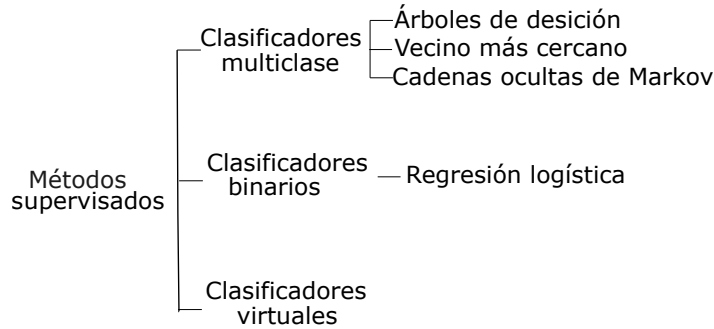 Métodos
supervisados
Clasificadores
multiclase
Árboles de desición
Vecino más cercano
Cadenas ocultas de Markov
Clasificadores
binarios
Regresión logística
Clasificadores
virtuales